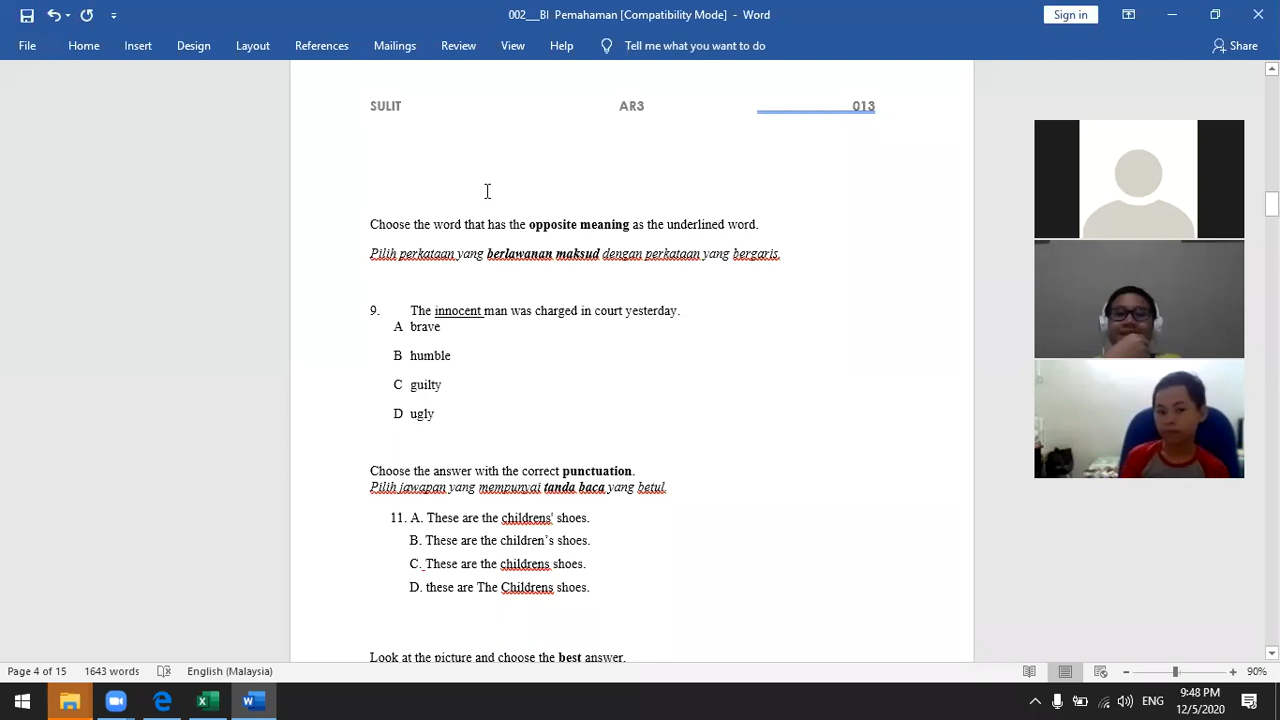 002__BI Pemahaman [Compatibility Mode] - Word
Sign in
File Home Insert Design Layout References Mailings Review View Help Tell me what you want to do Share
SULIT AR3 013
Choose the word that has the opposite meaning as the underlined word.
Pilih perkataan yang berlawanan maksud dengan perkataan yang bergaris.
9. The innocent man was charged in court yesterday.
A brave
B humble
C guilty
D ugly
Choose the answer with the correct punctuation.
Pilih jawapan yang mempunyai tanda baca yang betul.
11. A. These are the childrens' shoes.
B. These are the children’s shoes.
C. These are the childrens shoes.
D. these are The Childrens shoes.
Look at the picture and choose the best answer.
Page 4 of 15 1643 words English (Malaysia) 90%
ENG 9:48 PM
12/5/2020